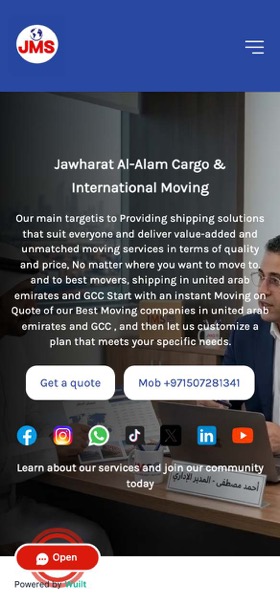 JMS
Jawharat Al-Alam Cargo &
International Moving
Our main targetis to Providing shipping solutions
that suit everyone and deliver value-added and
unmatched moving services in terms of quality
and price, No matter where you want to move to.
and to best movers, shipping in united arab
emirates and GCC Start with an instant Moving on
Quote of our Best Moving companies in united arab
emirates and GCC , and then let us customize a
plan that meets your specific needs.
Get a quote
Mob +971507281341
Learn about our services and join our community
today
أحمد مصطفى - المدير الإداري
Open
Powered by Wuilt